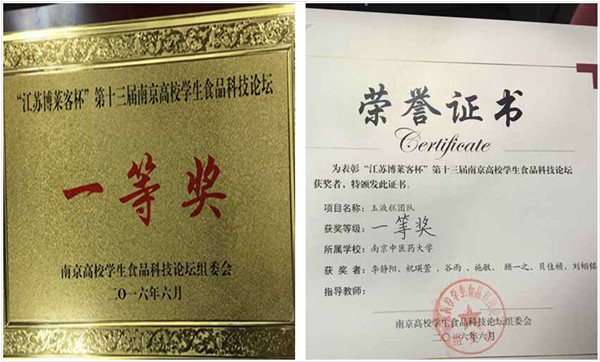 “江苏博莱客杯”第十三届南京高校学生食品科技论坛
一等奖
南京高校学生食品科技论坛组委会
二〇一六年六月
荣誉证书
Certificate
为表彰“江苏博莱客杯”第十三届南京高校学生食品科技论坛
获奖者，特颁发此证书。
项目名称：玉液糕团队
获奖等级：一等奖
所属学校：南京中医药大学
获 奖 者：李静阳、祝瑛萱、谷雨、施敏、顾一之、贝佳桢、刘栩铭
指导教师：
南京高校学生食品科技论坛组委会
二〇一六年六月